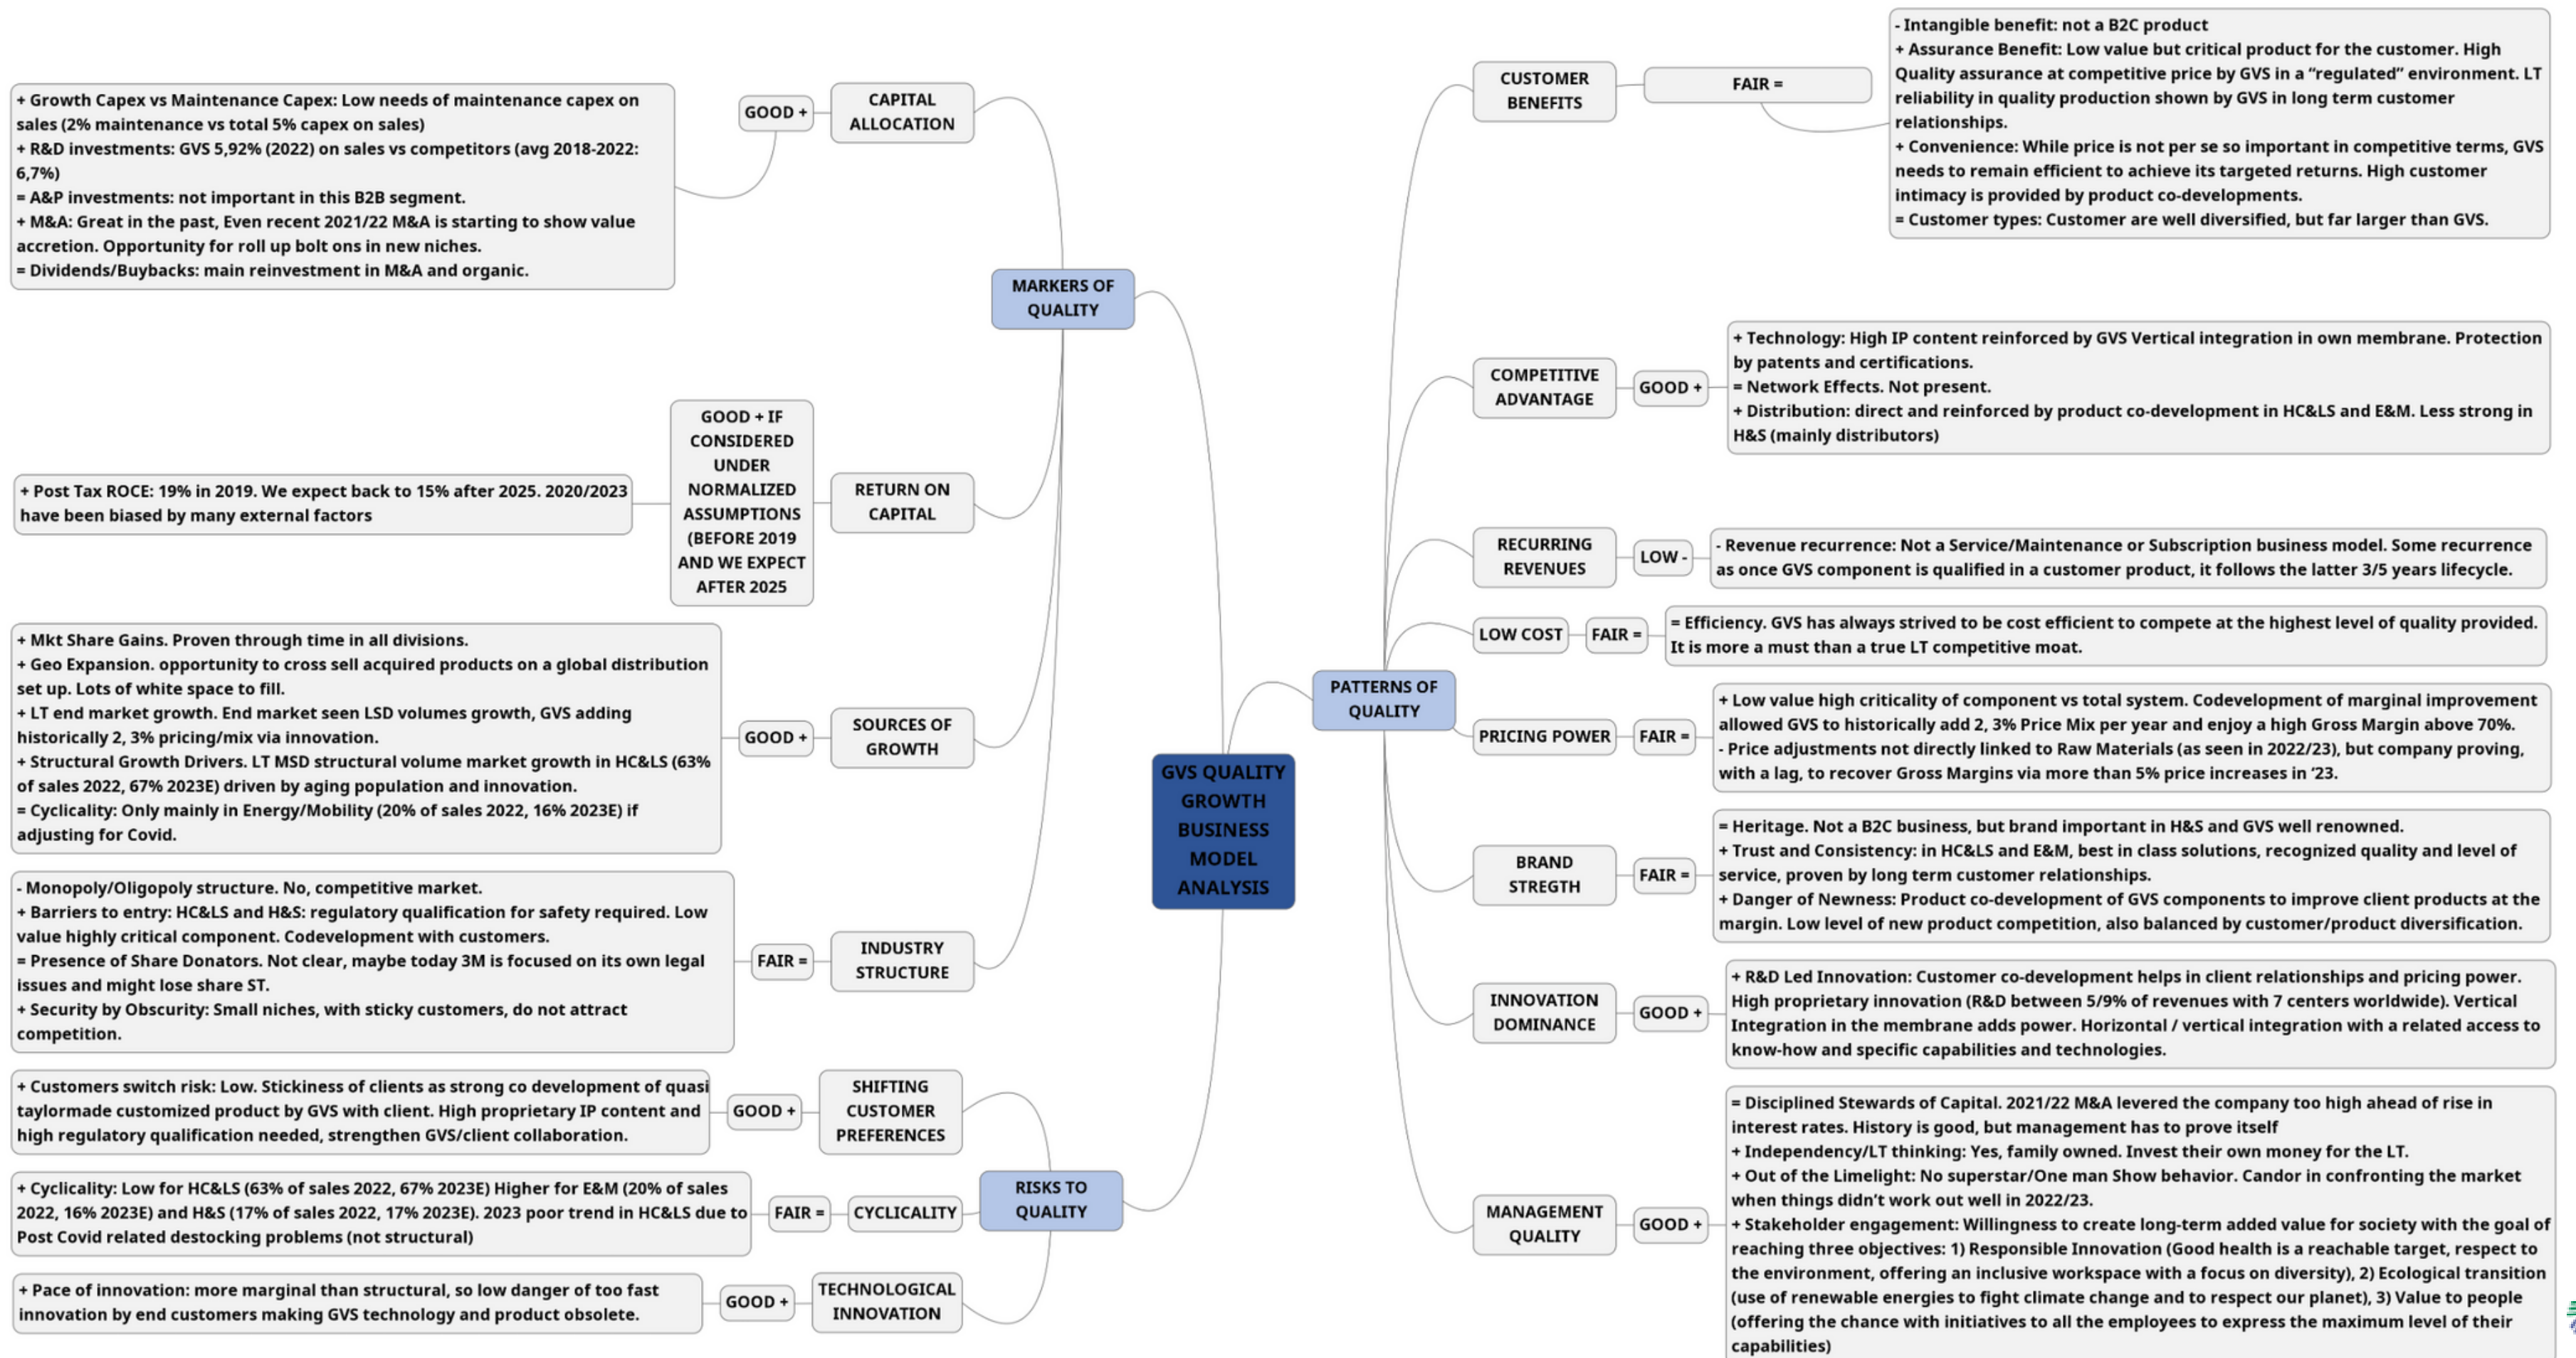 GVS QUALITY
GROWTH
BUSINESS
MODEL
ANALYSIS
MARKERS OF
QUALITY
CAPITAL
ALLOCATION
GOOD +
+ Growth Capex vs Maintenance Capex: Low needs of maintenance capex on
sales (2% maintenance vs total 5% capex on sales)
+ R&D investments: GVS 5,92% (2022) on sales vs competitors (avg 2018-2022:
6,7%)
= A&P investments: not important in this B2B segment.
+ M&A: Great in the past, Even recent 2021/22 M&A is starting to show value
accretion. Opportunity for roll up bolt ons in new niches.
= Dividends/Buybacks: main reinvestment in M&A and organic.
RETURN ON
CAPITAL
GOOD + IF
CONSIDERED
UNDER
NORMALIZED
ASSUMPTIONS
(BEFORE 2019
AND WE EXPECT
AFTER 2025
+ Post Tax ROCE: 19% in 2019. We expect back to 15% after 2025. 2020/2023
have been biased by many external factors
SOURCES OF
GROWTH
GOOD +
+ Mkt Share Gains. Proven through time in all divisions.
+ Geo Expansion. opportunity to cross sell acquired products on a global distribution
set up. Lots of white space to fill.
+ LT end market growth. End market seen LSD volumes growth, GVS adding
historically 2, 3% pricing/mix via innovation.
+ Structural Growth Drivers. LT MSD structural volume market growth in HC&LS (63%
of sales 2022, 67% 2023E) driven by aging population and innovation.
= Cyclicality: Only mainly in Energy/Mobility (20% of sales 2022, 16% 2023E) if
adjusting for Covid.
INDUSTRY
STRUCTURE
FAIR =
- Monopoly/Oligopoly structure. No, competitive market.
+ Barriers to entry: HC&LS and H&S: regulatory qualification for safety required. Low
value highly critical component. Codevelopment with customers.
= Presence of Share Donators. Not clear, maybe today 3M is focused on its own legal
issues and might lose share ST.
+ Security by Obscurity: Small niches, with sticky customers, do not attract
competition.
RISKS TO
QUALITY
SHIFTING
CUSTOMER
PREFERENCES
GOOD +
+ Customers switch risk: Low. Stickiness of clients as strong co development of quasi
taylormade customized product by GVS with client. High proprietary IP content and
high regulatory qualification needed, strengthen GVS/client collaboration.
CYCLICALITY
FAIR =
+ Cyclicality: Low for HC&LS (63% of sales 2022, 67% 2023E) Higher for E&M (20% of sales
2022, 16% 2023E) and H&S (17% of sales 2022, 17% 2023E). 2023 poor trend in HC&LS due to
Post Covid related destocking problems (not structural)
TECHNOLOGICAL
INNOVATION
GOOD +
+ Pace of innovation: more marginal than structural, so low danger of too fast
innovation by end customers making GVS technology and product obsolete.
PATTERNS OF
QUALITY
CUSTOMER
BENEFITS
FAIR =
- Intangible benefit: not a B2C product
+ Assurance Benefit: Low value but critical product for the customer. High
Quality assurance at competitive price by GVS in a “regulated” environment. LT
reliability in quality production shown by GVS in long term customer
relationships.
+ Convenience: While price is not per se so important in competitive terms, GVS
needs to remain efficient to achieve its targeted returns. High customer
intimacy is provided by product co-developments.
= Customer types: Customer are well diversified, but far larger than GVS.
COMPETITIVE
ADVANTAGE
GOOD +
+ Technology: High IP content reinforced by GVS Vertical integration in own membrane. Protection
by patents and certifications.
= Network Effects. Not present.
+ Distribution: direct and reinforced by product co-development in HC&LS and E&M. Less strong in
H&S (mainly distributors)
RECURRING
REVENUES
LOW -
- Revenue recurrence: Not a Service/Maintenance or Subscription business model. Some recurrence
as once GVS component is qualified in a customer product, it follows the latter 3/5 years lifecycle.
LOW COST
FAIR =
= Efficiency. GVS has always strived to be cost efficient to compete at the highest level of quality provided.
It is more a must than a true LT competitive moat.
PRICING POWER
FAIR =
+ Low value high criticality of component vs total system. Codevelopment of marginal improvement
allowed GVS to historically add 2, 3% Price Mix per year and enjoy a high Gross Margin above 70%.
- Price adjustments not directly linked to Raw Materials (as seen in 2022/23), but company proving,
with a lag, to recover Gross Margins via more than 5% price increases in ‘23.
BRAND
STREGTH
FAIR =
= Heritage. Not a B2C business, but brand important in H&S and GVS well renowned.
+ Trust and Consistency: in HC&LS and E&M, best in class solutions, recognized quality and level of
service, proven by long term customer relationships.
+ Danger of Newness: Product co-development of GVS components to improve client products at the
margin. Low level of new product competition, also balanced by customer/product diversification.
INNOVATION
DOMINANCE
GOOD +
+ R&D Led Innovation: Customer co-development helps in client relationships and pricing power.
High proprietary innovation (R&D between 5/9% of revenues with 7 centers worldwide). Vertical
Integration in the membrane adds power. Horizontal / vertical integration with a related access to
know-how and specific capabilities and technologies.
MANAGEMENT
QUALITY
GOOD +
= Disciplined Stewards of Capital. 2021/22 M&A levered the company too high ahead of rise in
interest rates. History is good, but management has to prove itself
+ Independency/LT thinking: Yes, family owned. Invest their own money for the LT.
+ Out of the Limelight: No superstar/One man Show behavior. Candor in confronting the market
when things didn’t work out well in 2022/23.
+ Stakeholder engagement: Willingness to create long-term added value for society with the goal of
reaching three objectives: 1) Responsible Innovation (Good health is a reachable target, respect to
the environment, offering an inclusive workspace with a focus on diversity), 2) Ecological transition
(use of renewable energies to fight climate change and to respect our planet), 3) Value to people
(offering the chance with initiatives to all the employees to express the maximum level of their
capabilities)